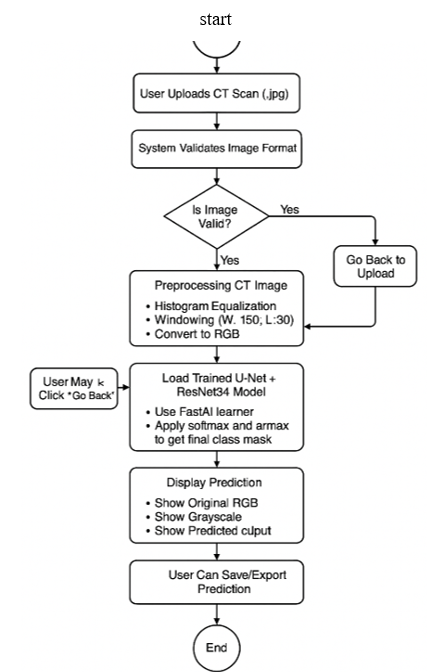 start
User Uploads CT Scan (,jpg)
System Validates Image Format
Is Image
Valid?
Yes
Yes
Go Back to
Upload
Preprocessing CT Image
• Histogram Equalization
• Windowing (W. 150; L:30)
• Convert to RGB
User May k
Click "Go Back"
Load Trained U-Net +
ResNet34 Model
• Use FastAI learner
• Apply softmax and armax
to get final class mask
Display Prediction
• Show Original RGB
• Show Grayscale
• Show Predicted cuIput
User Can Save/Export
Prediction
End